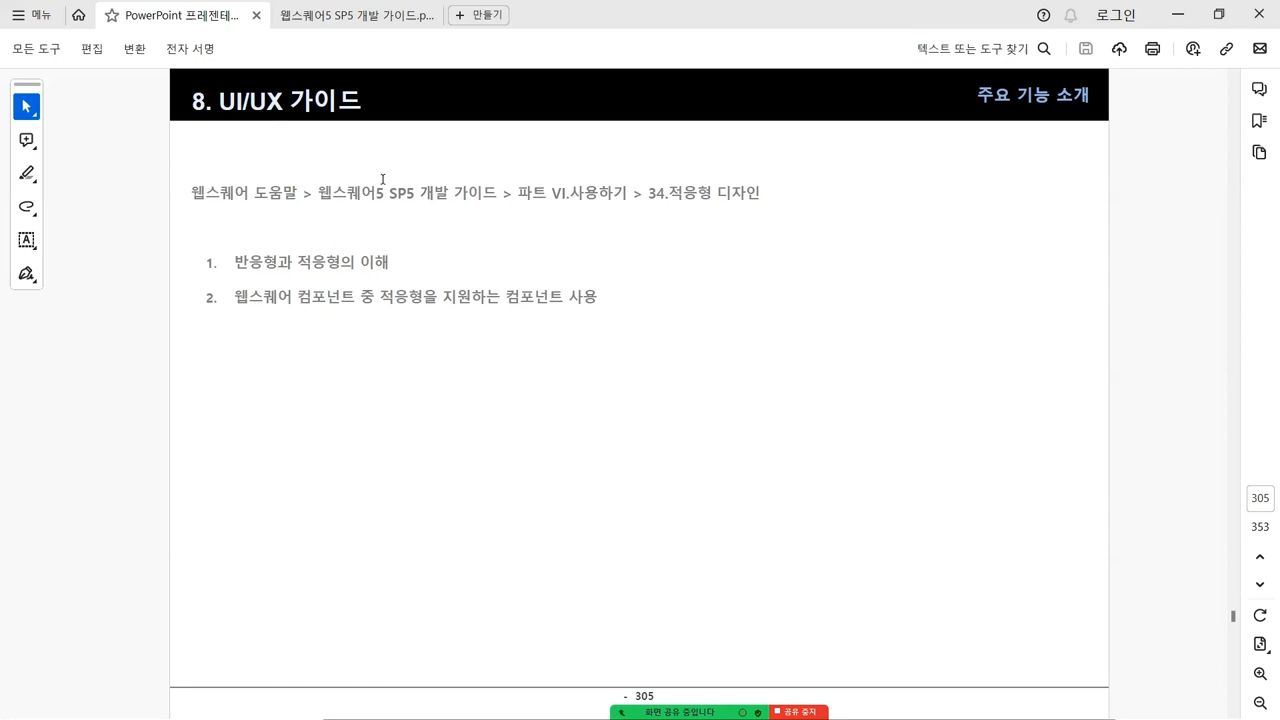 메뉴
PowerPoint 프레젠테...
웹스퀘어5 SP5 개발 가이드.p...
+ 만들기
로그인
모든 도구
편집
변환
전자 서명
텍스트 또는 도구 찾기
8. UI/UX 가이드
주요 기능 소개
웹스퀘어 도움말 > 웹스퀘어5 SP5 개발 가이드 > 파트 VI.사용하기 > 34.적응형 디자인
1. 반응형과 적응형의 이해
2. 웹스퀘어 컴포넌트 중 적응형을 지원하는 컴포넌트 사용
305
353
- 305
화면 공유 중입니다
공유 중지